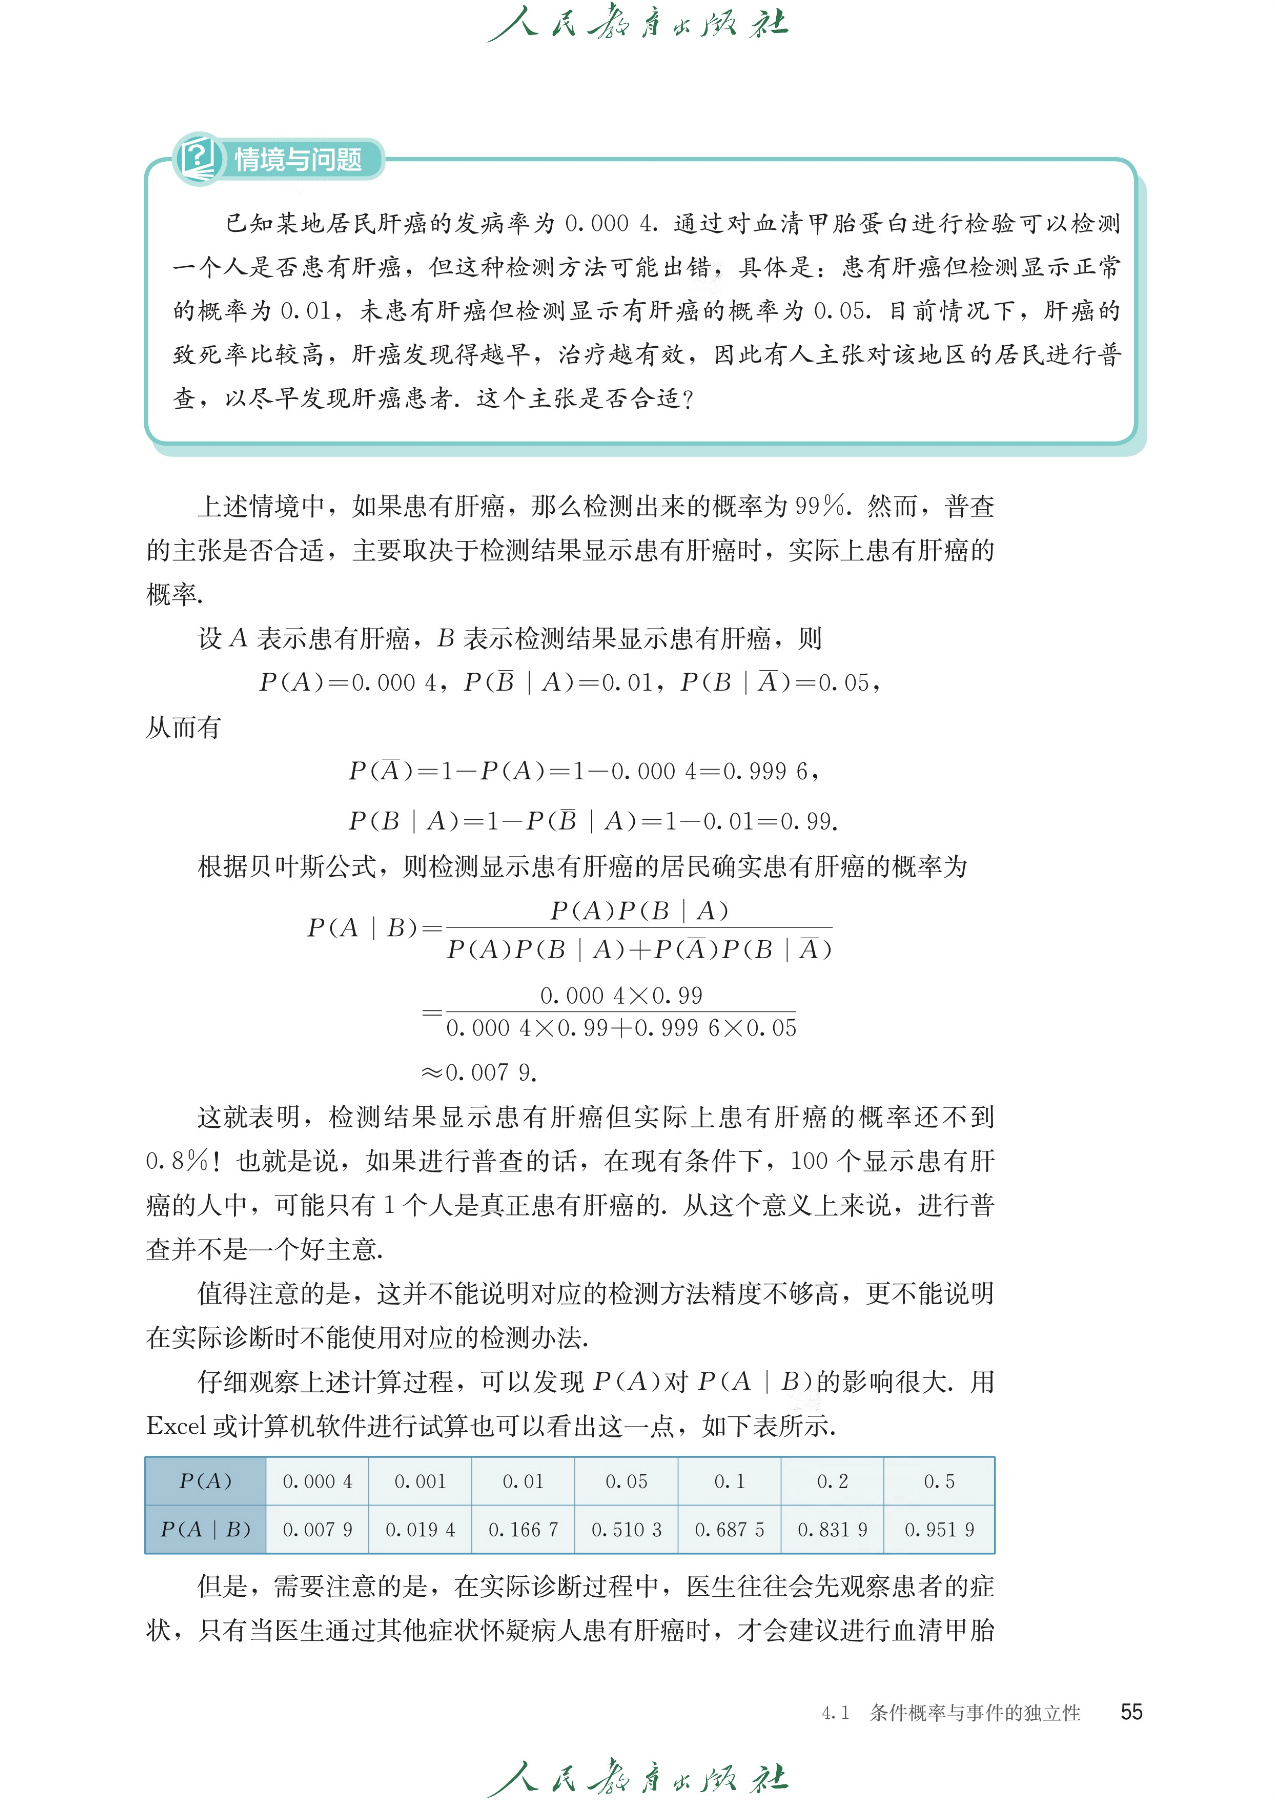 人民教育出版社
情境与问题
已知某地居民肝癌的发病率为 0.000 4. 通过对血清甲胎蛋白进行检验可以检测
一个人是否患有肝癌，但这种检测方法可能出错，具体是：患有肝癌但检测显示正常
的概率为 0.01，未患有肝癌但检测显示有肝癌的概率为 0.05. 目前情况下，肝癌的
致死率比较高，肝癌发现得越早，治疗越有效，因此有人主张对该地区的居民进行普
查，以尽早发现肝癌患者. 这个主张是否合适？
上述情境中，如果患有肝癌，那么检测出来的概率为 99%. 然而，普查
的主张是否合适，主要取决于检测结果显示患有肝癌时，实际上患有肝癌的
概率.
设 A 表示患有肝癌，B 表示检测结果显示患有肝癌，则
P(A)=0.000 4，P(B̅ | A)=0.01，P(B | A̅)=0.05，
从而有
P(A̅)=1-P(A)=1-0.000 4=0.999 6，
P(B | A)=1-P(B̅ | A)=1-0.01=0.99.
根据贝叶斯公式，则检测显示患有肝癌的居民确实患有肝癌的概率为
P(A)P(B | A)
P(A | B)=
P(A)P(B | A)+P(A̅)P(B | A̅)
0.000 4×0.99
=
0.000 4×0.99+0.999 6×0.05
≈0.007 9.
这就表明，检测结果显示患有肝癌但实际上患有肝癌的概率还不到
0.8%！也就是说，如果进行普查的话，在现有条件下，100 个显示患有肝
癌的人中，可能只有 1 个人是真正患有肝癌的. 从这个意义上来说，进行普
查并不是一个好主意.
值得注意的是，这并不能说明对应的检测方法精度不够高，更不能说明
在实际诊断时不能使用对应的检测办法.
仔细观察上述计算过程，可以发现 P(A)对 P(A | B)的影响很大. 用
Excel 或计算机软件进行试算也可以看出这一点，如下表所示.
P(A) 0.000 4 0.001 0.01 0.05 0.1 0.2 0.5
P(A | B) 0.007 9 0.019 4 0.166 7 0.510 3 0.687 5 0.831 9 0.951 9
但是，需要注意的是，在实际诊断过程中，医生往往会先观察患者的症
状，只有当医生通过其他症状怀疑病人患有肝癌时，才会建议进行血清甲胎
4.1 条件概率与事件的独立性 55
人民教育出版社